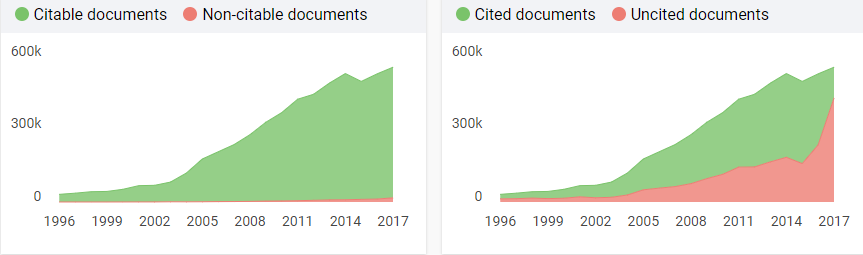 Citable documents Non-citable documents
600k
300k
0
1996 1999 2002 2005 2008 2011 2014 2017
Cited documents Uncited documents
600k
300k
0
1996 1999 2002 2005 2008 2011 2014 2017